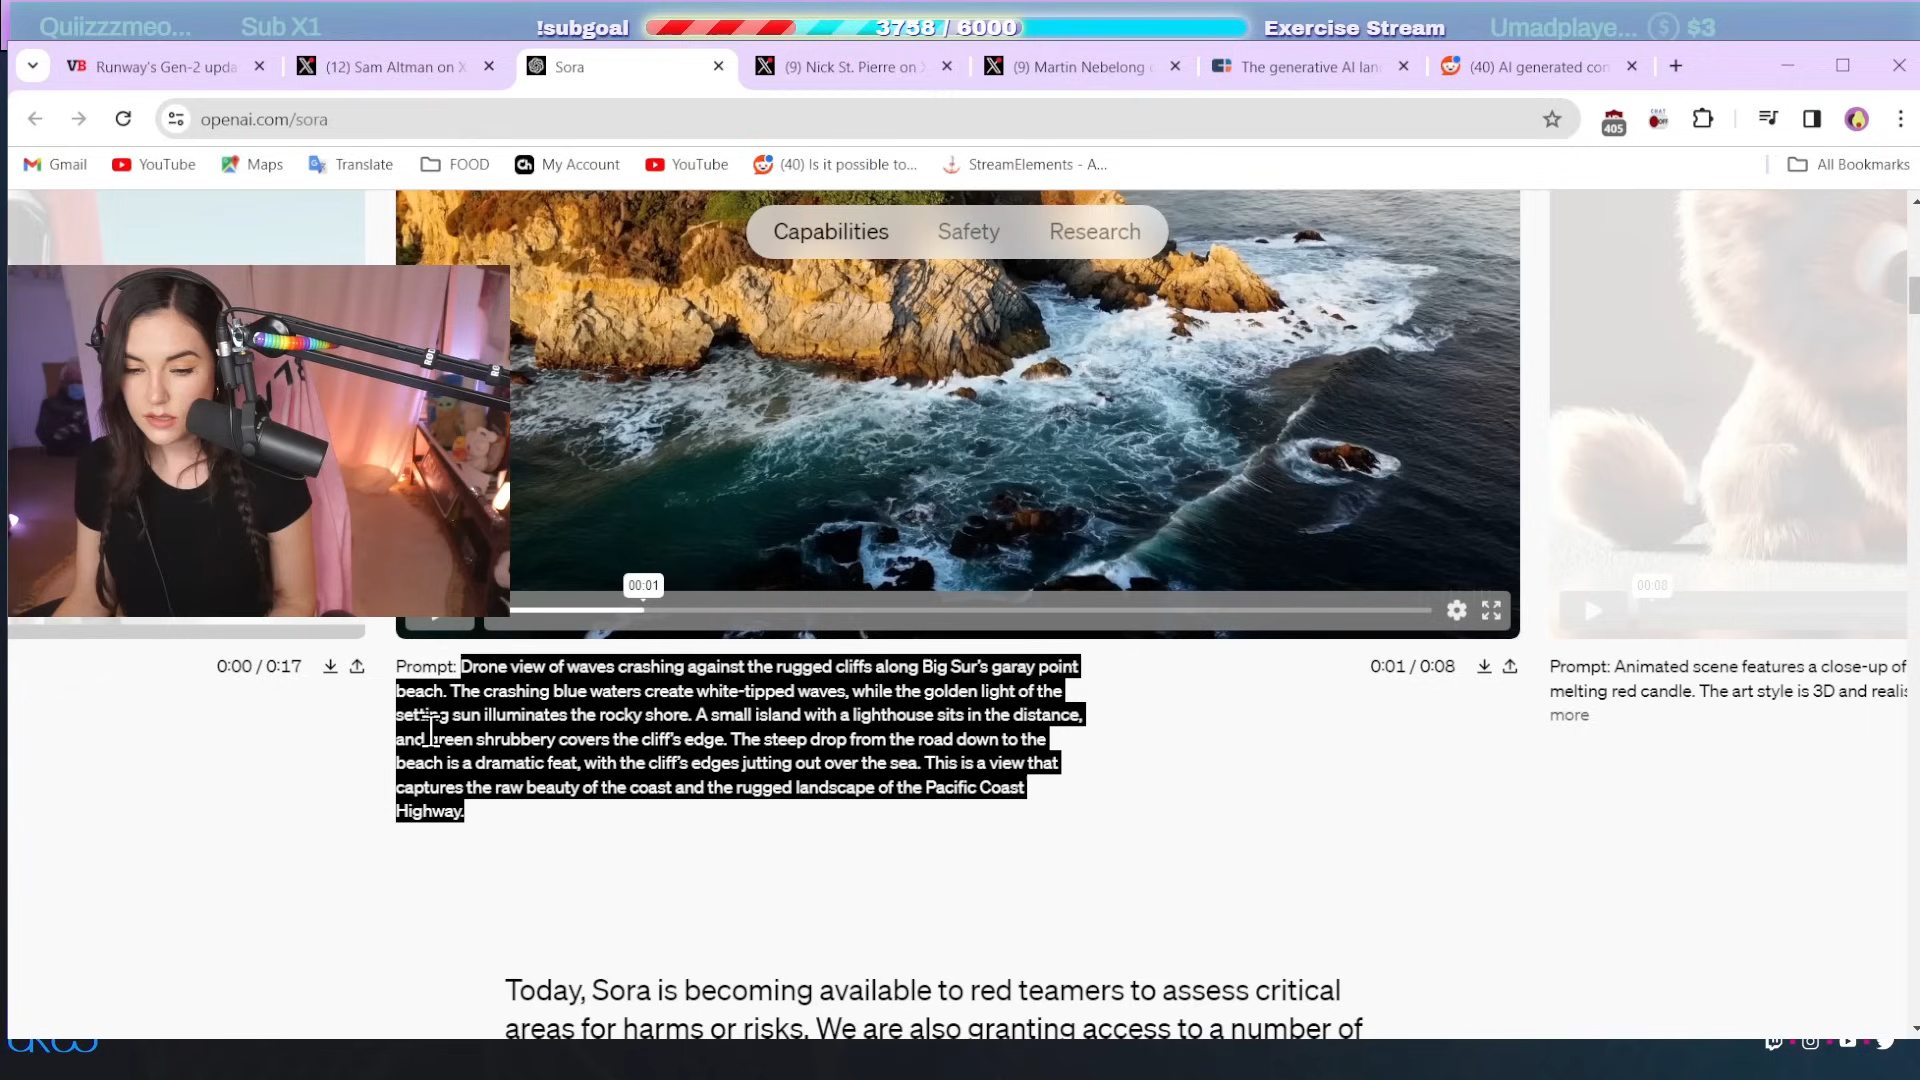 Quiizzzmeo... Sub X1 !subgoal 3758 / 6000 Exercise Stream Umadplaye... $ $3
VB Runway's Gen-2 upda (12) Sam Altman on X Sora (9) Nick St. Pierre on (9) Martin Nebelong The generative AI lan (40) AI generated con
openai.com/sora
405 CHAT OFF
Gmail YouTube Maps Translate FOOD Ch My Account YouTube (40) Is it possible to... StreamElements - A... All Bookmarks
Capabilities Safety Research
00:01
00:08
0:00 / 0:17
Prompt: Drone view of waves crashing against the rugged cliffs along Big Sur's garay point
beach. The crashing blue waters create white-tipped waves, while the golden light of the
setting sun illuminates the rocky shore. A small island with a lighthouse sits in the distance,
and green shrubbery covers the cliff's edge. The steep drop from the road down to the
beach is a dramatic feat, with the cliff's edges jutting out over the sea. This is a view that
captures the raw beauty of the coast and the rugged landscape of the Pacific Coast
Highway.
0:01 / 0:08
Prompt: Animated scene features a close-up of
melting red candle. The art style is 3D and realis
more
Today, Sora is becoming available to red teamers to assess critical
areas for harms or risks. We are also granting access to a number of